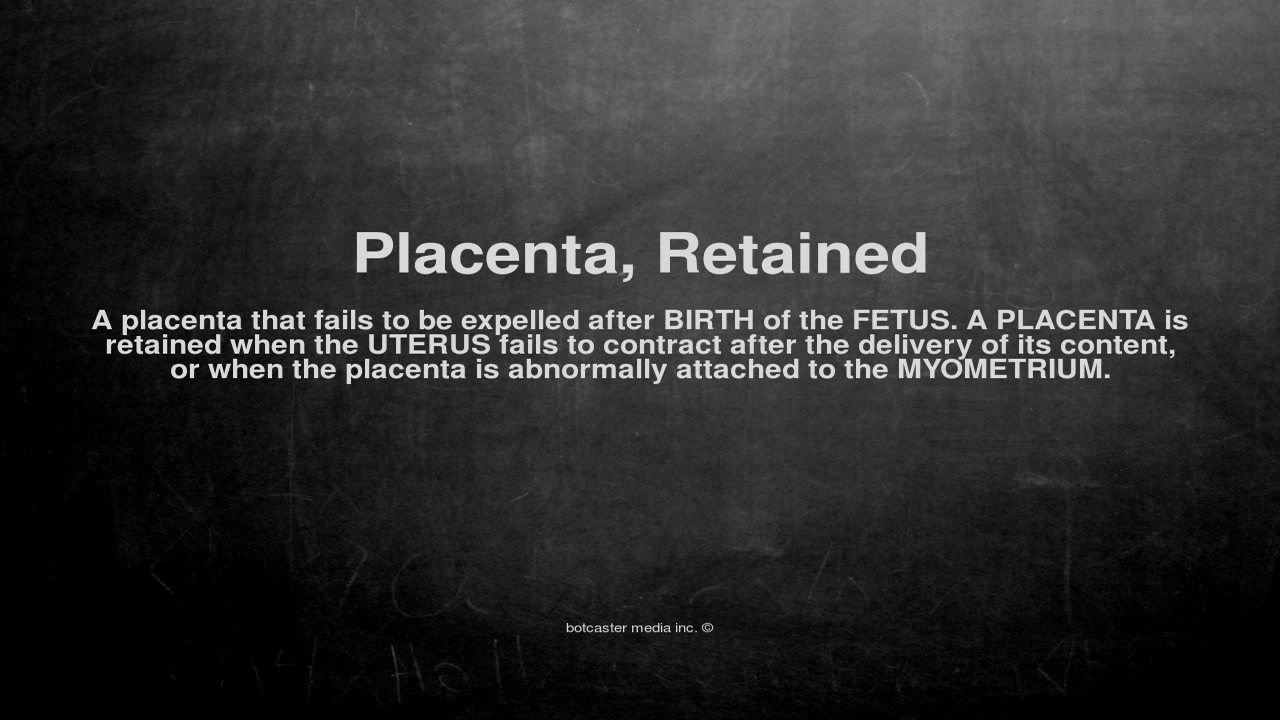 Placenta, Retained
A placenta that fails to be expelled after BIRTH of the FETUS. A PLACENTA is
retained when the UTERUS fails to contract after the delivery of its content,
or when the placenta is abnormally attached to the MYOMETRIUM.
botcaster media inc. ©